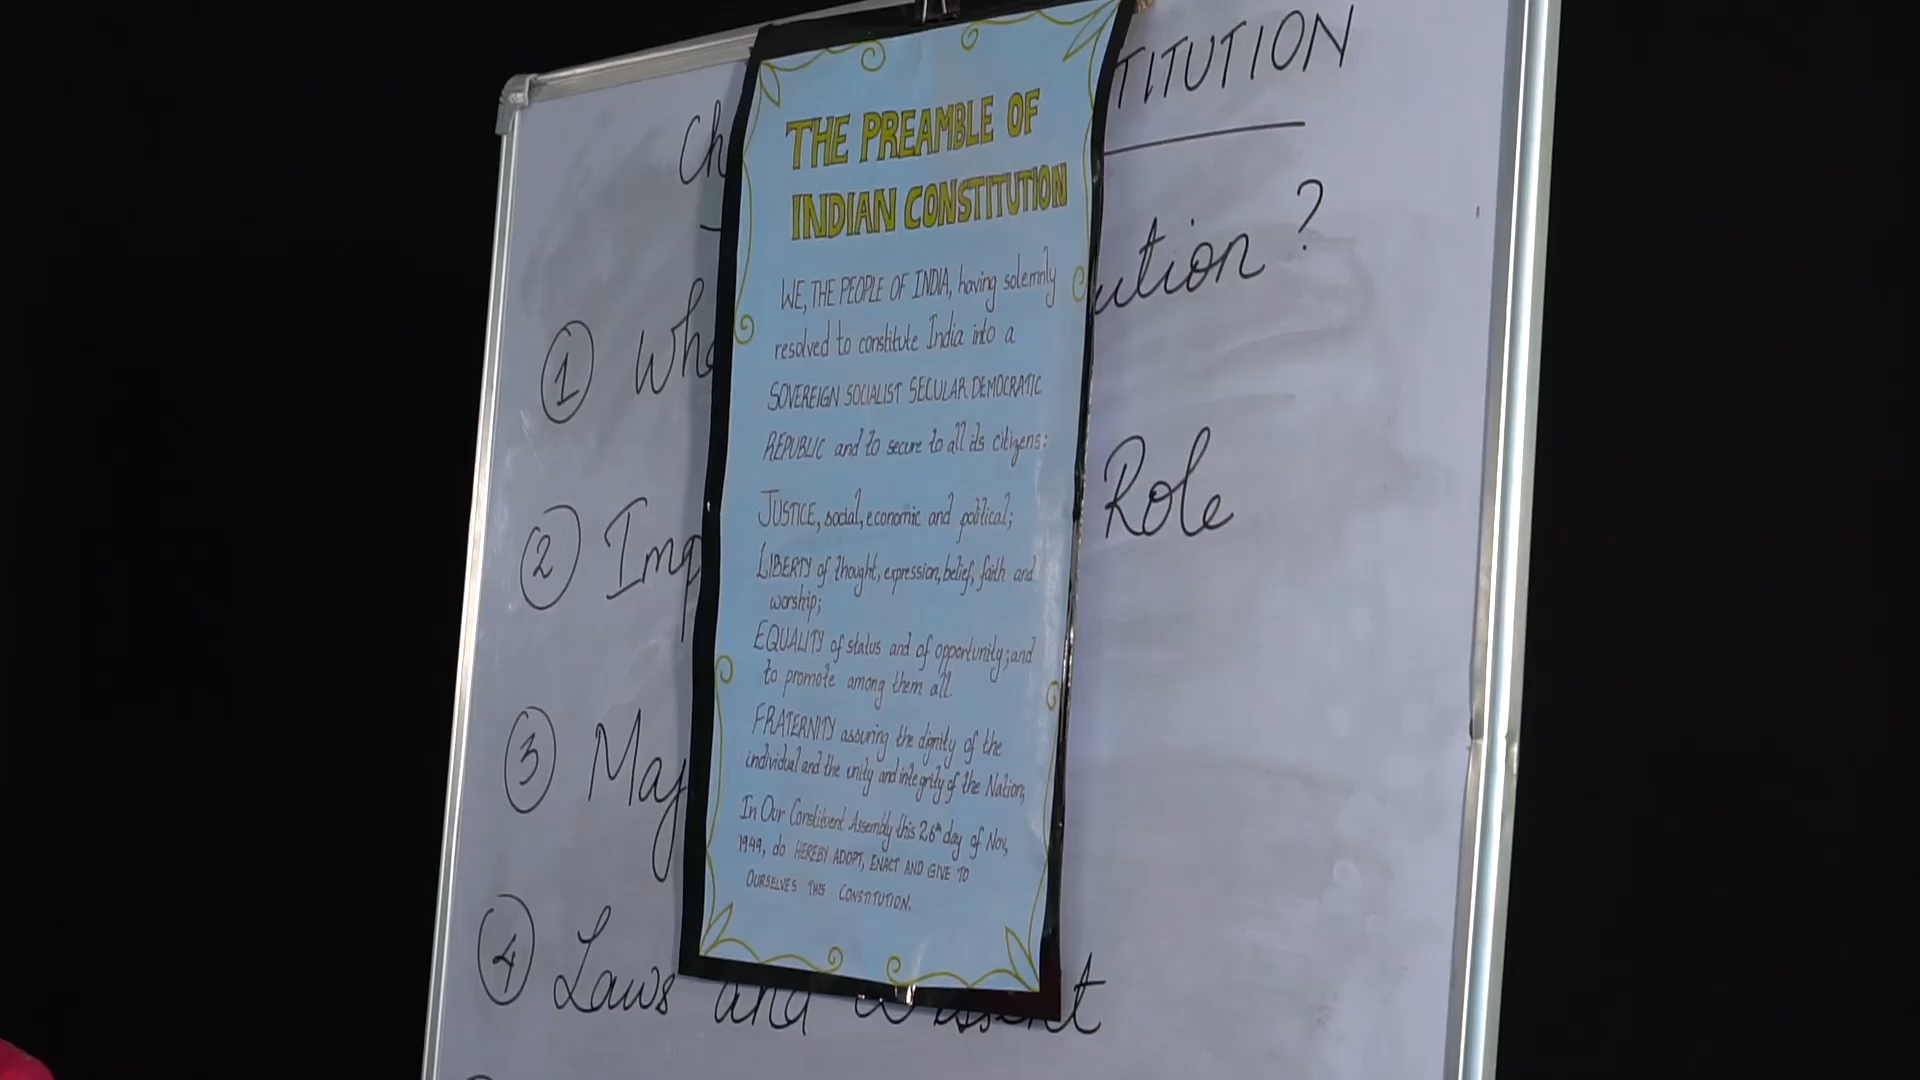 Ch
TITUTION
① Wha
ution?
② Imp
Role
③ Maj
④ Laws and Dissent
THE PREAMBLE OF
INDIAN CONSTITUTION
WE, THE PEOPLE OF INDIA, having solemnly
resolved to constitute India into a
SOVEREIGN SOCIALIST SECULAR DEMOCRATIC
REPUBLIC and to secure to all its citizens:
JUSTICE, social, economic and political;
LIBERTY of thought, expression, belief, faith and
worship;
EQUALITY of status and of opportunity; and
to promote among them all.
FRATERNITY assuring the dignity of the
individual and the unity and integrity of the Nation,
In Our Constituent Assembly this 26th day of Nov,
1949, do HEREBY ADOPT, ENACT AND GIVE TO
OURSELVES THIS CONSTITUTION.